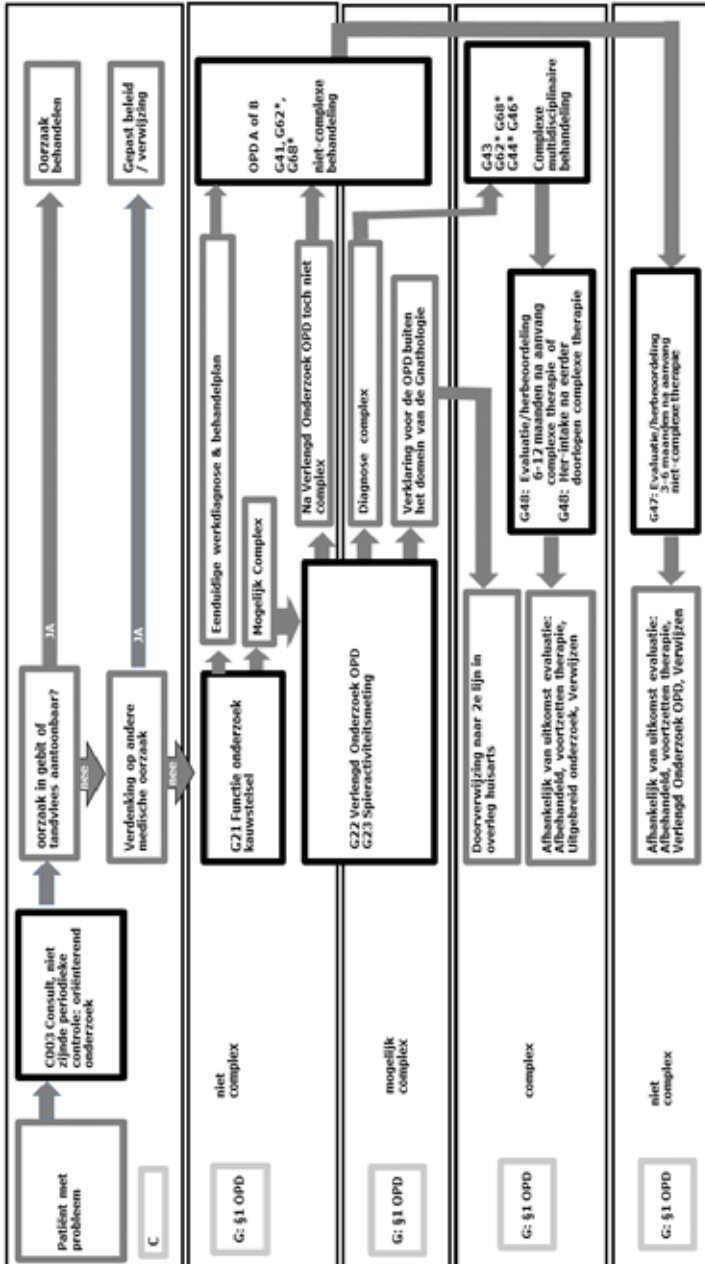 Patiënt met
probleem
C003 Consult, niet
zijnde periodieke
controle: oriënterend
onderzoek
oorzaak in gebit of
tandvlees aantoonbaar?
JA
Oorzaak
behandelen
nee
C
Verdenking op andere
medische oorzaak
JA
Gepast beleid
/ verwijzing
nee
G: §1 OPD
niet
complex
G21 Functie onderzoek
kauwstelsel
Eenduidige werkdiagnose & behandelplan
Mogelijk Complex
Na Verlengd Onderzoek OPD toch niet
complex
OPD A of B
G41, G62*,
G68*
niet-complexe
behandeling
G: §1 OPD
mogelijk
complex
G22 Verlengd Onderzoek OPD
G23 Spieractiviteitsmeting
Diagnose complex
Verklaring voor de OPD buiten
het domein van de Gnathologie
G: §1 OPD
complex
Doorverwijzing naar 2e lijn in
overleg huisarts
Afhankelijk van uitkomst evaluatie:
Afbehandeld, voortzetten therapie,
Uitgebreid onderzoek, Verwijzen
G48: Evaluatie/herbeoordeling
6-12 maanden na aanvang
complexe therapie of
G48: Her-intake na eerder
doorlopen complexe therapie
G43
G62* G68*
G44* G46*
Complexe
multidisciplinaire
behandeling
G: §1 OPD
niet
complex
Afhankelijk van uitkomst evaluatie:
Afbehandeld, voortzetten therapie,
Verlengd Onderzoek OPD, Verwijzen
G47: Evaluatie/herbeoordeling
3-6 maanden na aanvang
niet-complexe therapie